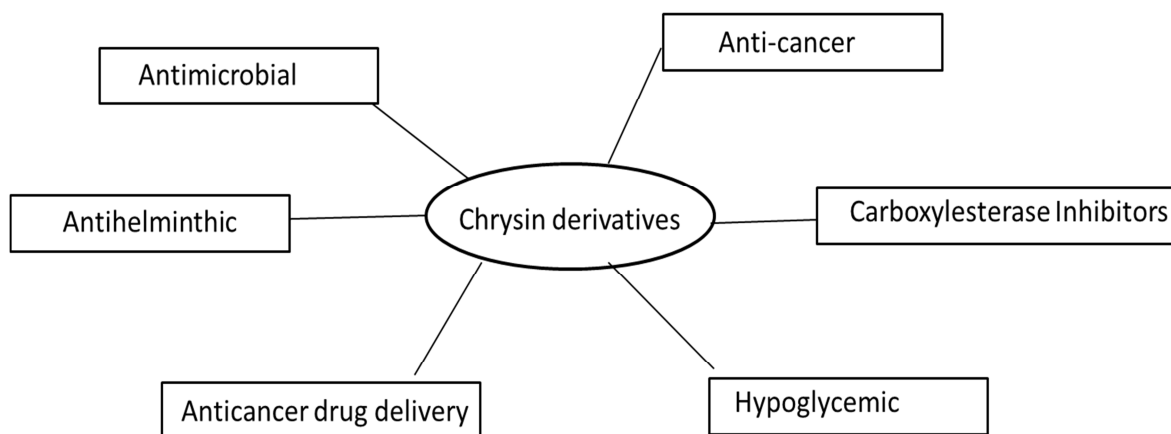 Anti-cancer
Antimicrobial
Carboxylesterase Inhibitors
Antihelminthic
Chrysin derivatives
Anticancer drug delivery
Hypoglycemic